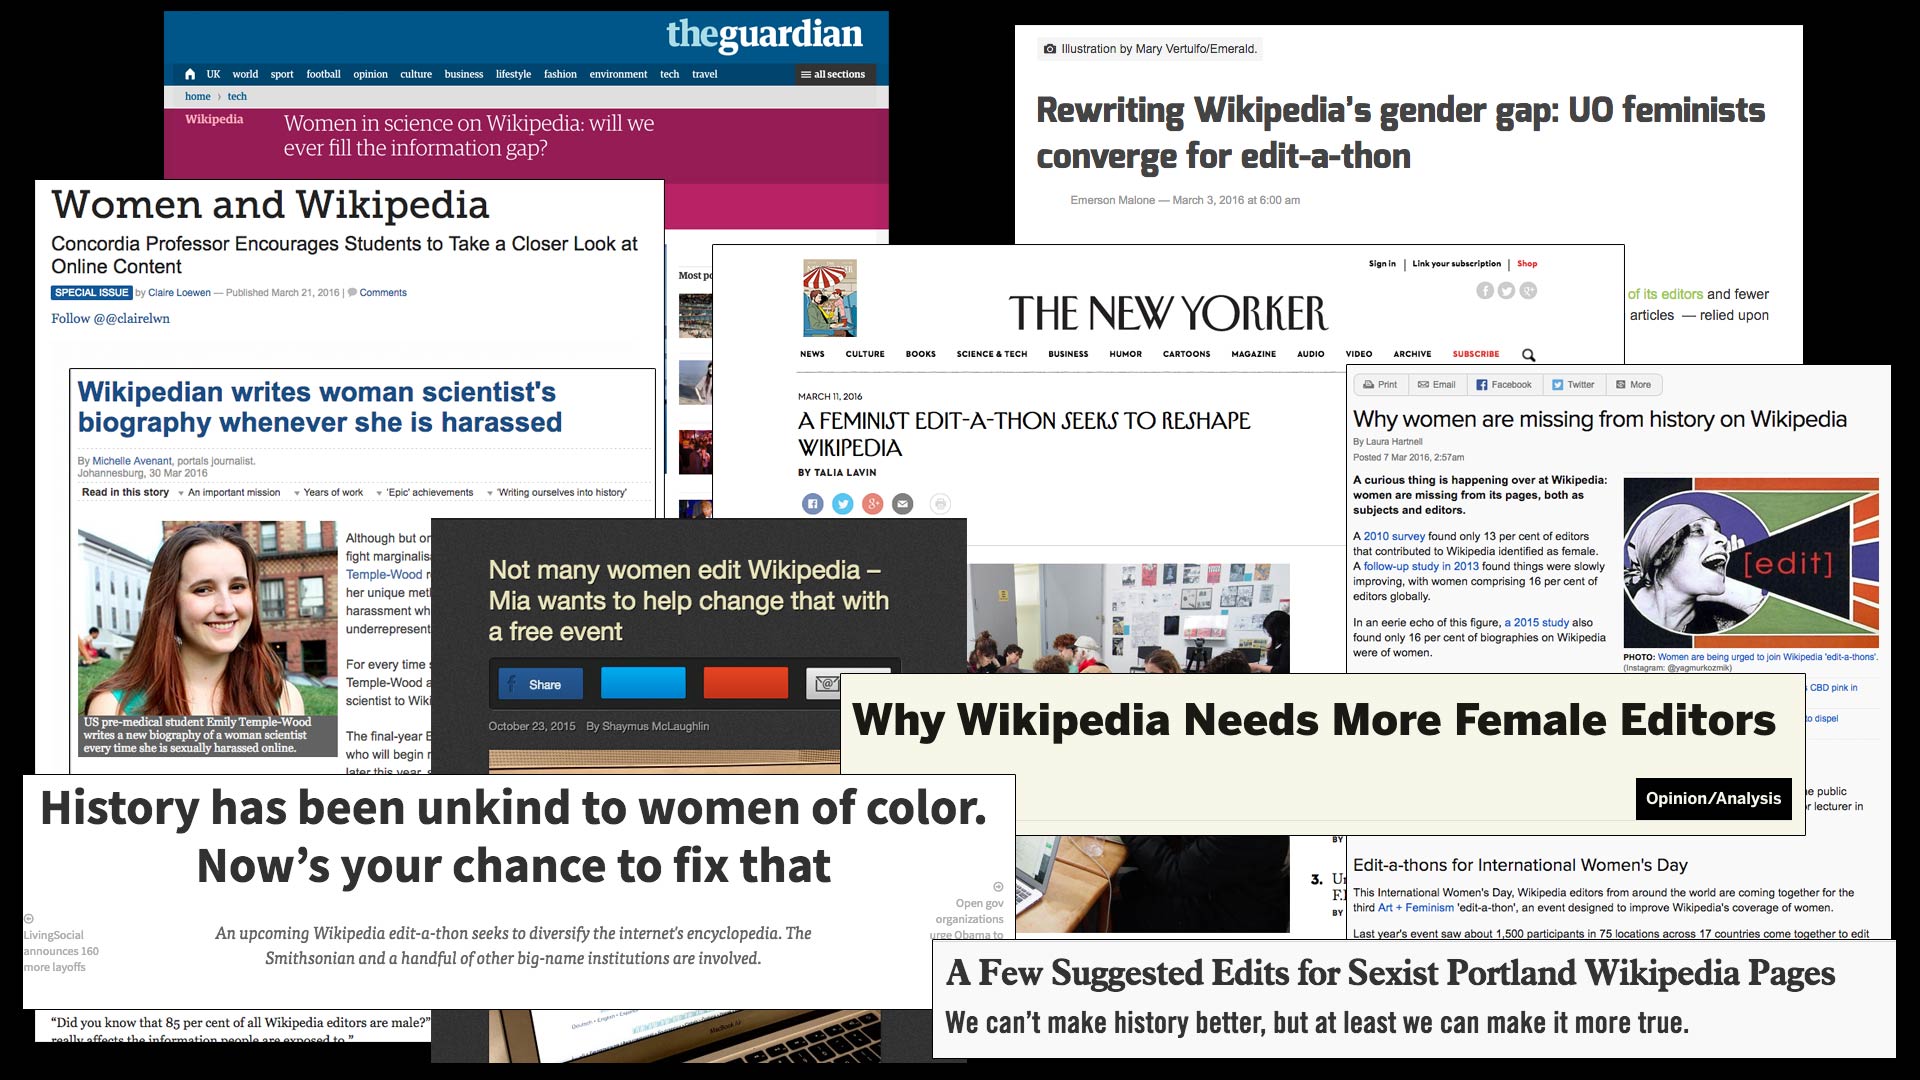 theguardian
UK world sport football opinion culture business lifestyle fashion environment tech travel all sections
home › tech
Wikipedia
Women in science on Wikipedia: will we
ever fill the information gap?
Most
Illustration by Mary Vertulfo/Emerald.
Rewriting Wikipedia's gender gap: UO feminists
converge for edit-a-thon
Emerson Malone — March 3, 2016 at 6:00 am
of its editors and fewer
articles — relied upon
Women and Wikipedia
Concordia Professor Encourages Students to Take a Closer Look at
Online Content
SPECIAL ISSUE by Claire Loewen — Published March 21, 2016 | Comments
Follow @@clairelwn
Wikipedian writes woman scientist's
biography whenever she is harassed
By Michelle Avenant, portals journalist.
Johannesburg, 30 Mar 2016
Read in this story An important mission Years of work 'Epic' achievements 'Writing ourselves into history'
Although but
fight marginalis
Temple-Wood
her unique
harassment
underrepresent
For every time
Temple-Wood
scientist to
The final-year
who will begin
later this year,
US pre-medical student Emily Temple-Wood
writes a new biography of a woman scientist
every time she is sexually harassed online.
Sign in | Link your subscription | Shop
THE NEW YORKER
NEWS CULTURE BOOKS SCIENCE & TECH BUSINESS HUMOR CARTOONS MAGAZINE AUDIO VIDEO ARCHIVE SUBSCRIBE
MARCH 11, 2016
A FEMINIST EDIT-A-THON SEEKS TO RESHAPE
WIKIPEDIA
BY TALIA LAVIN
Not many women edit Wikipedia –
Mia wants to help change that with
a free event
Share
October 23, 2015 By Shaymus McLaughlin
MacBook Air
Print Email Facebook Twitter More
Why women are missing from history on Wikipedia
By Laura Hartnell
Posted 7 Mar 2016, 2:57am
A curious thing is happening over at Wikipedia:
women are missing from its pages, both as
subjects and editors.
A 2010 survey found only 13 per cent of editors
that contributed to Wikipedia identified as female.
A follow-up study in 2013 found things were slowly
improving, with women comprising 16 per cent of
editors globally.
In an eerie echo of this figure, a 2015 study also
found only 16 per cent of biographies on Wikipedia
were of women.
[edit]
PHOTO: Women are being urged to join Wikipedia 'edit-a-thons'.
(Instagram: @yagmurkozmik)
CBD pink in
to dispel
public
or lecturer in
Why Wikipedia Needs More Female Editors
Opinion/Analysis
BY
3.
BY
Edit-a-thons for International Women's Day
This International Women's Day, Wikipedia editors from around the world are coming together for the
third Art + Feminism 'edit-a-thon', an event designed to improve Wikipedia's coverage of women.
Last year's event saw about 1,500 participants in 75 locations across 17 countries come together to edit
History has been unkind to women of color.
Now's your chance to fix that
An upcoming Wikipedia edit-a-thon seeks to diversify the internet's encyclopedia. The
Smithsonian and a handful of other big-name institutions are involved.
LivingSocial
announces 160
more layoffs
Open gov
organizations
urge Obama to
A Few Suggested Edits for Sexist Portland Wikipedia Pages
We can't make history better, but at least we can make it more true.
“Did you know that 85 per cent of all Wikipedia editors are male?”
really affects the information people are exposed to.”